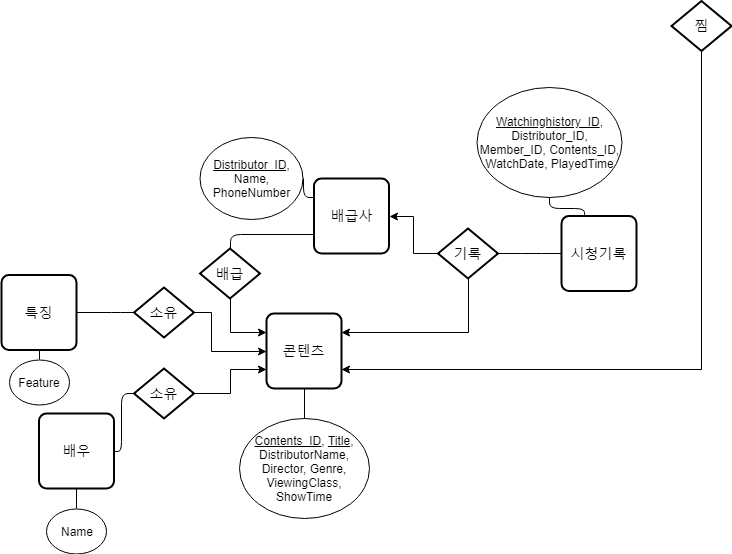 찜
Watchinghistory_ID,
Distributor_ID,
Member_ID, Contents_ID,
WatchDate, PlayedTime
Distributor_ID,
Name,
PhoneNumber
배급사
기록
시청기록
배급
특징
소유
콘텐츠
Feature
소유
배우
Contents_ID, Title,
DistributorName,
Director, Genre,
ViewingClass,
ShowTime
Name